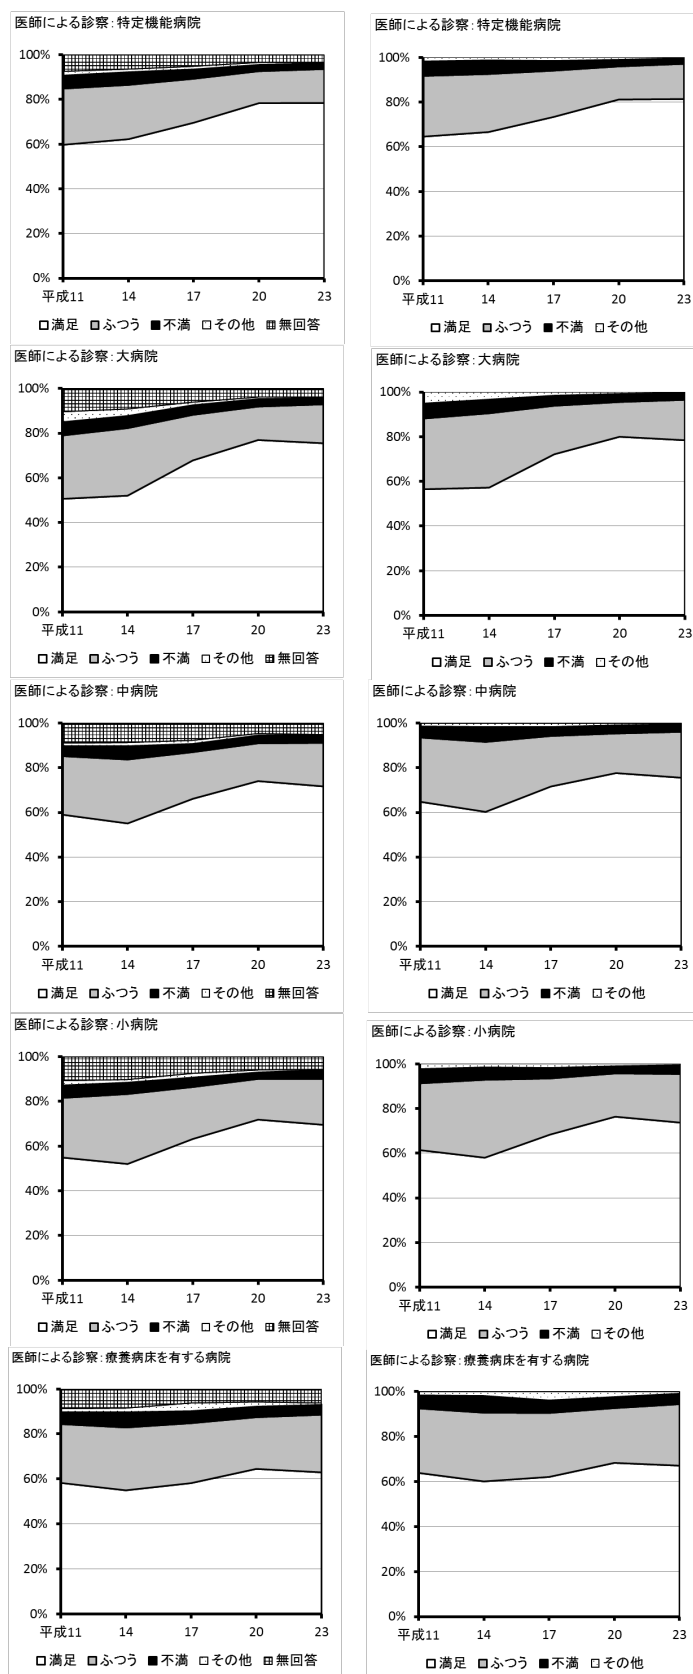 医師による診察:特定機能病院
100%
80%
60%
40%
20%
0%
平成11 14 17 20 23
満足 ふつう 不満 その他 無回答
医師による診察:特定機能病院
100%
80%
60%
40%
20%
0%
平成11 14 17 20 23
満足 ふつう 不満 その他
医師による診察:大病院
100%
80%
60%
40%
20%
0%
平成11 14 17 20 23
満足 ふつう 不満 その他 無回答
医師による診察:大病院
100%
80%
60%
40%
20%
0%
平成11 14 17 20 23
満足 ふつう 不満 その他
医師による診察:中病院
100%
80%
60%
40%
20%
0%
平成11 14 17 20 23
満足 ふつう 不満 その他 無回答
医師による診察:中病院
100%
80%
60%
40%
20%
0%
平成11 14 17 20 23
満足 ふつう 不満 その他
医師による診察:小病院
100%
80%
60%
40%
20%
0%
平成11 14 17 20 23
満足 ふつう 不満 その他 無回答
医師による診察:小病院
100%
80%
60%
40%
20%
0%
平成11 14 17 20 23
満足 ふつう 不満 その他
医師による診察:療養病床を有する病院
100%
80%
60%
40%
20%
0%
平成11 14 17 20 23
満足 ふつう 不満 その他 無回答
医師による診察:療養病床を有する病院
100%
80%
60%
40%
20%
0%
平成11 14 17 20 23
満足 ふつう 不満 その他